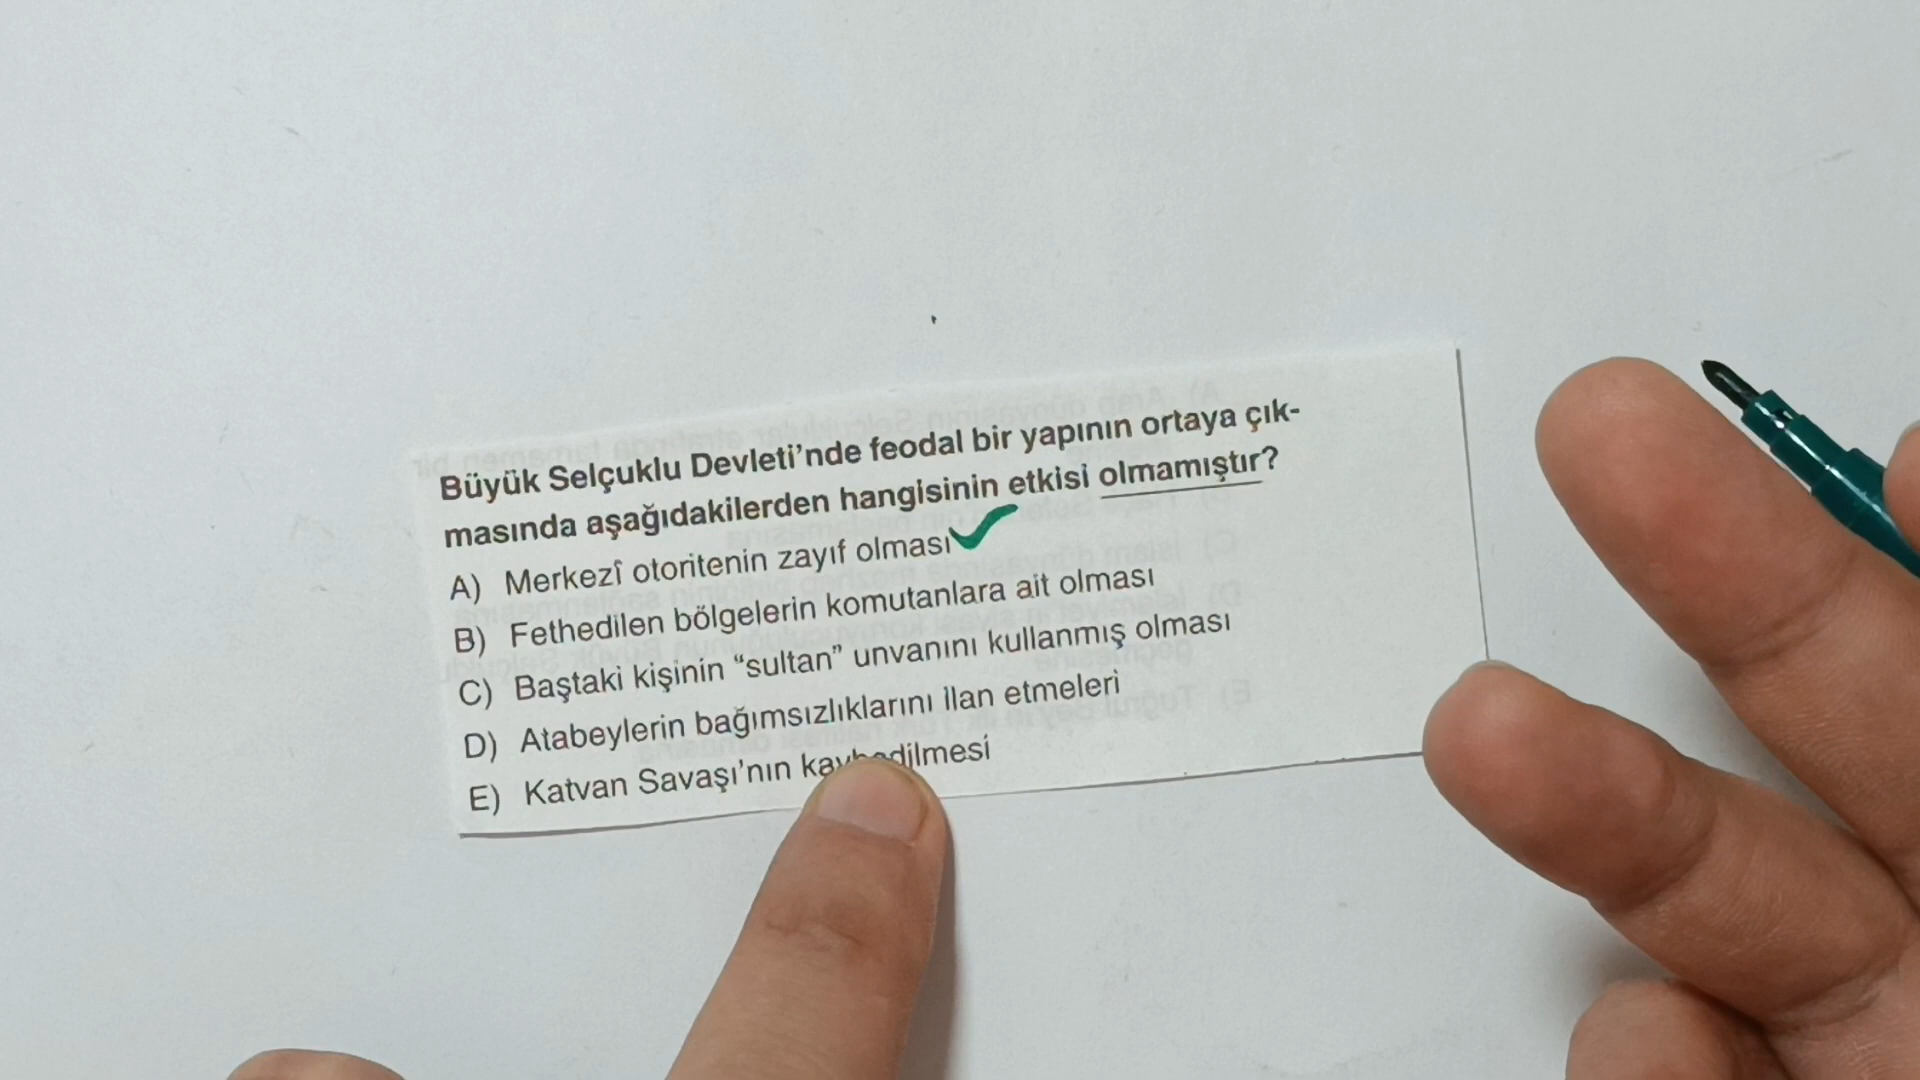 Büyük Selçuklu Devleti’nde feodal bir yapının ortaya çık-
masında aşağıdakilerden hangisinin etkisi olmamıştır?
A) Merkezî otoritenin zayıf olması
B) Fethedilen bölgelerin komutanlara ait olması
C) Baştaki kişinin “sultan” unvanını kullanmış olması
D) Atabeylerin bağımsızlıklarını ilan etmeleri
E) Katvan Savaşı’nın kaybedilmesi